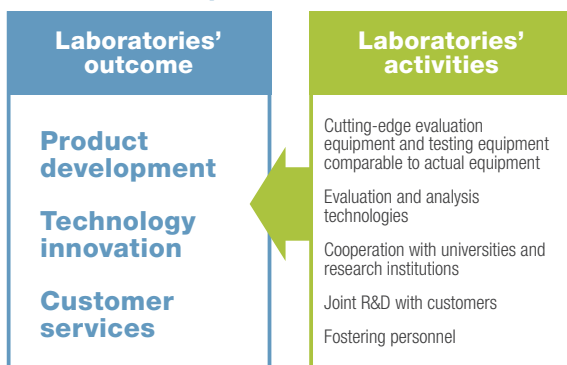 Laboratories'
outcome
Product
development
Technology
innovation
Customer
services
Laboratories'
activities
Cutting-edge evaluation
equipment and testing equipment
comparable to actual equipment
Evaluation and analysis
technologies
Cooperation with universities and
research institutions
Joint R&D with customers
Fostering personnel